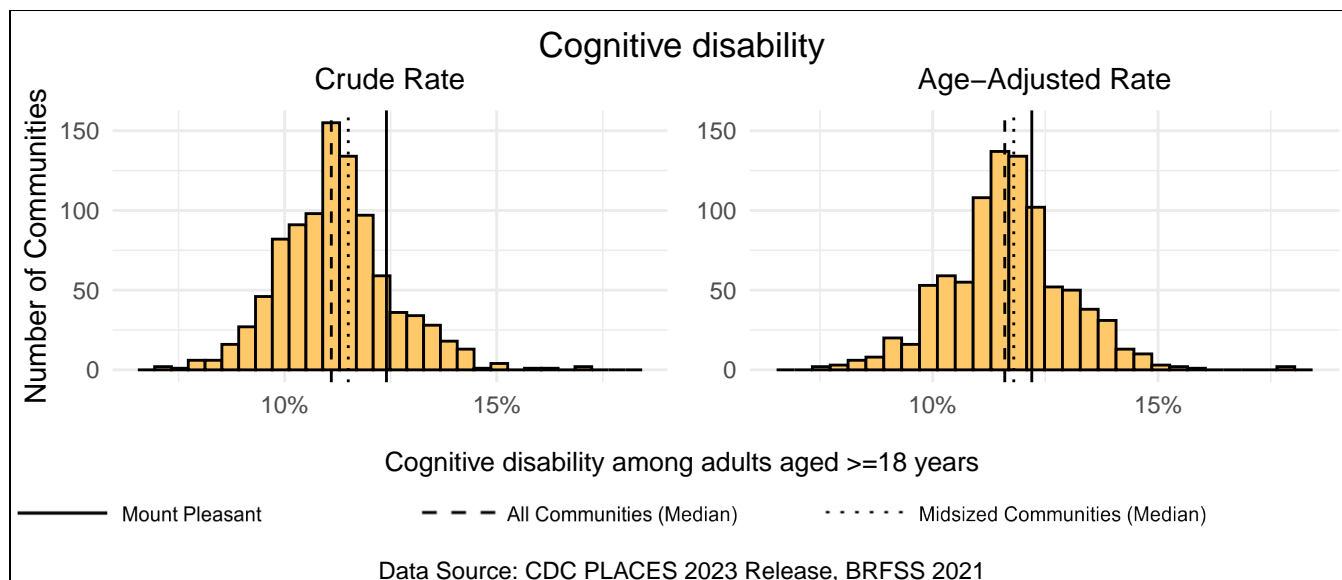 Cognitive disability
Crude Rate
Age−Adjusted Rate
Number of Communities
150
100
50
0
10%
15%
150
100
50
0
10%
15%
Cognitive disability among adults aged >=18 years
Mount Pleasant
All Communities (Median)
Midsized Communities (Median)
Data Source: CDC PLACES 2023 Release, BRFSS 2021